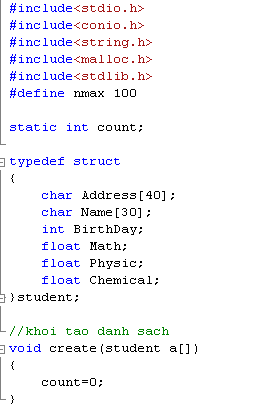 #include<stdio.h>
#include<conio.h>
#include<string.h>
#include<malloc.h>
#include<stdlib.h>
#define nmax 100
static int count;
typedef struct
{
char Address[40];
char Name[30];
int BirthDay;
float Math;
float Physic;
float Chemical;
}student;
//khoi tao danh sach
void create(student a[])
{
count=0;
}